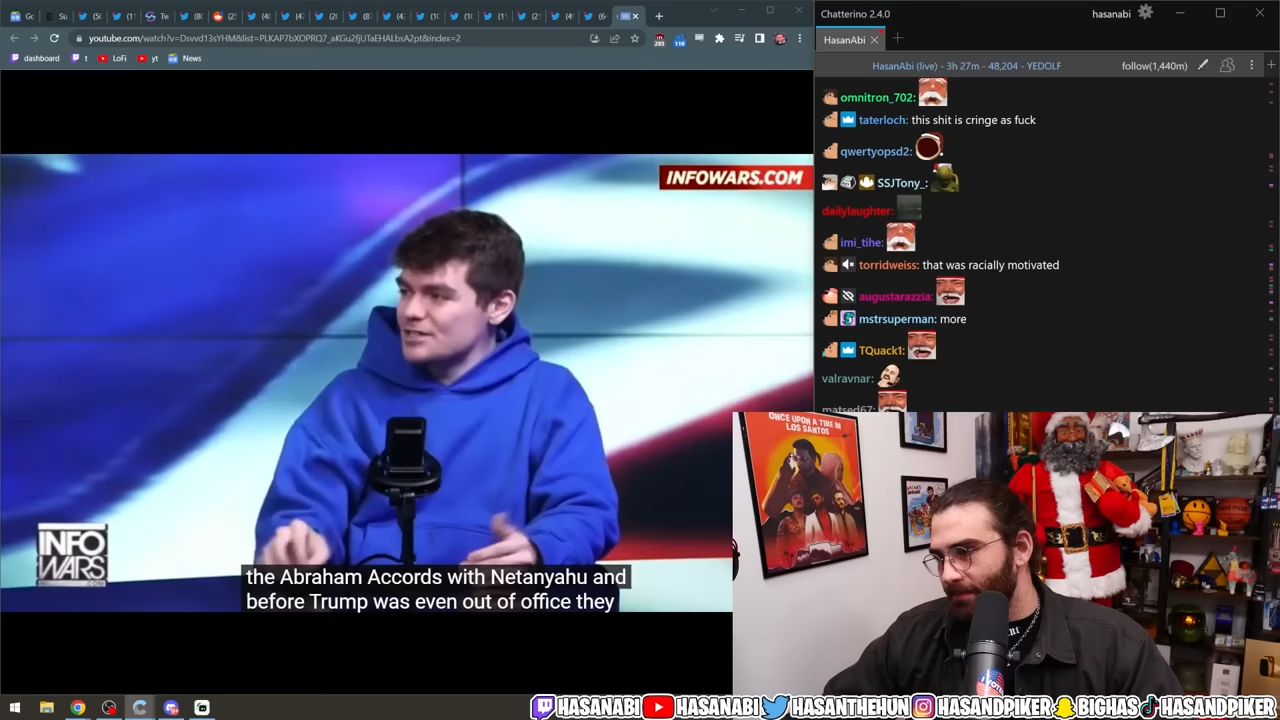 youtube.com/watch?v=Dsvvd13sYHM&list=PLKAP7bXOPRQ7_aKGu2fjUTaEHALbsA2pt&index=2
283
110
dashboard
t
LoFi
yt
News
INFOWARS.COM
INFO
WARS
the Abraham Accords with Netanyahu and
before Trump was even out of office they
Chatterino 2.4.0
hasanabi
HasanAbi
HasanAbi (live) - 3h 27m - 48,204 - YEDOLF
follow(1,440m)
omnitron_702:
taterloch: this shit is cringe as fuck
qwertyopsd2:
SSJTony_:
dailylaughter:
imi_tihe:
torridweiss: that was racially motivated
augustarazzia:
mstrsuperman: more
TQuack1:
valravnar:
matsed67:
ONCE UPON A TIME IN
LOS SANTOS
HASANABI
HASANABI
HASANTHEHUN
HASANDPIKER
BIGHAS
HASANDPIKER